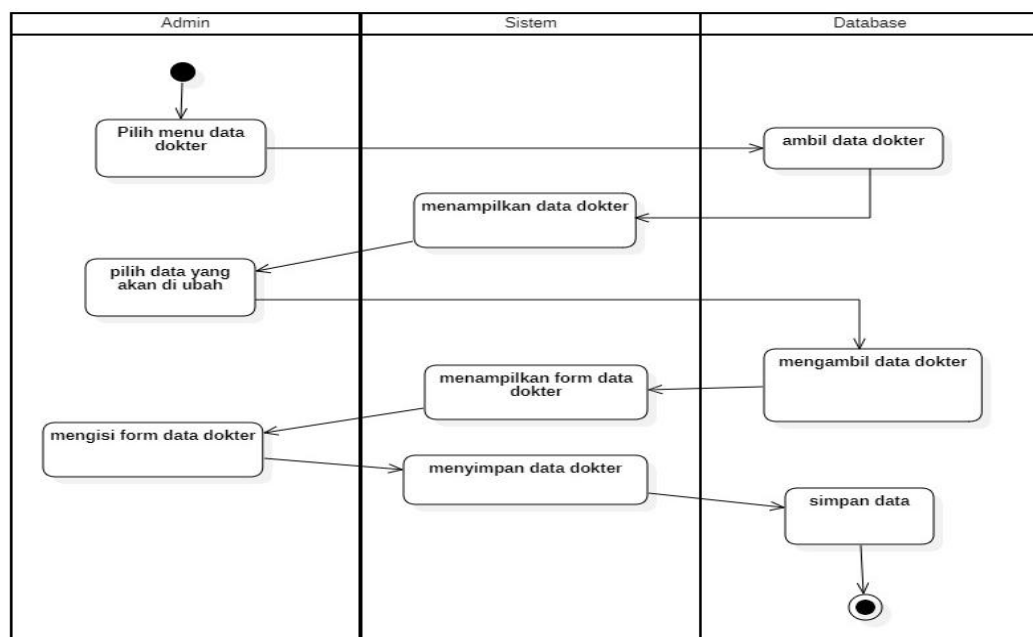 Admin
Sistem
Database
Pilih menu data
dokter
ambil data dokter
menampilkan data dokter
pilih data yang
akan di ubah
mengambil data dokter
menampilkan form data
dokter
mengisi form data dokter
menyimpan data dokter
simpan data